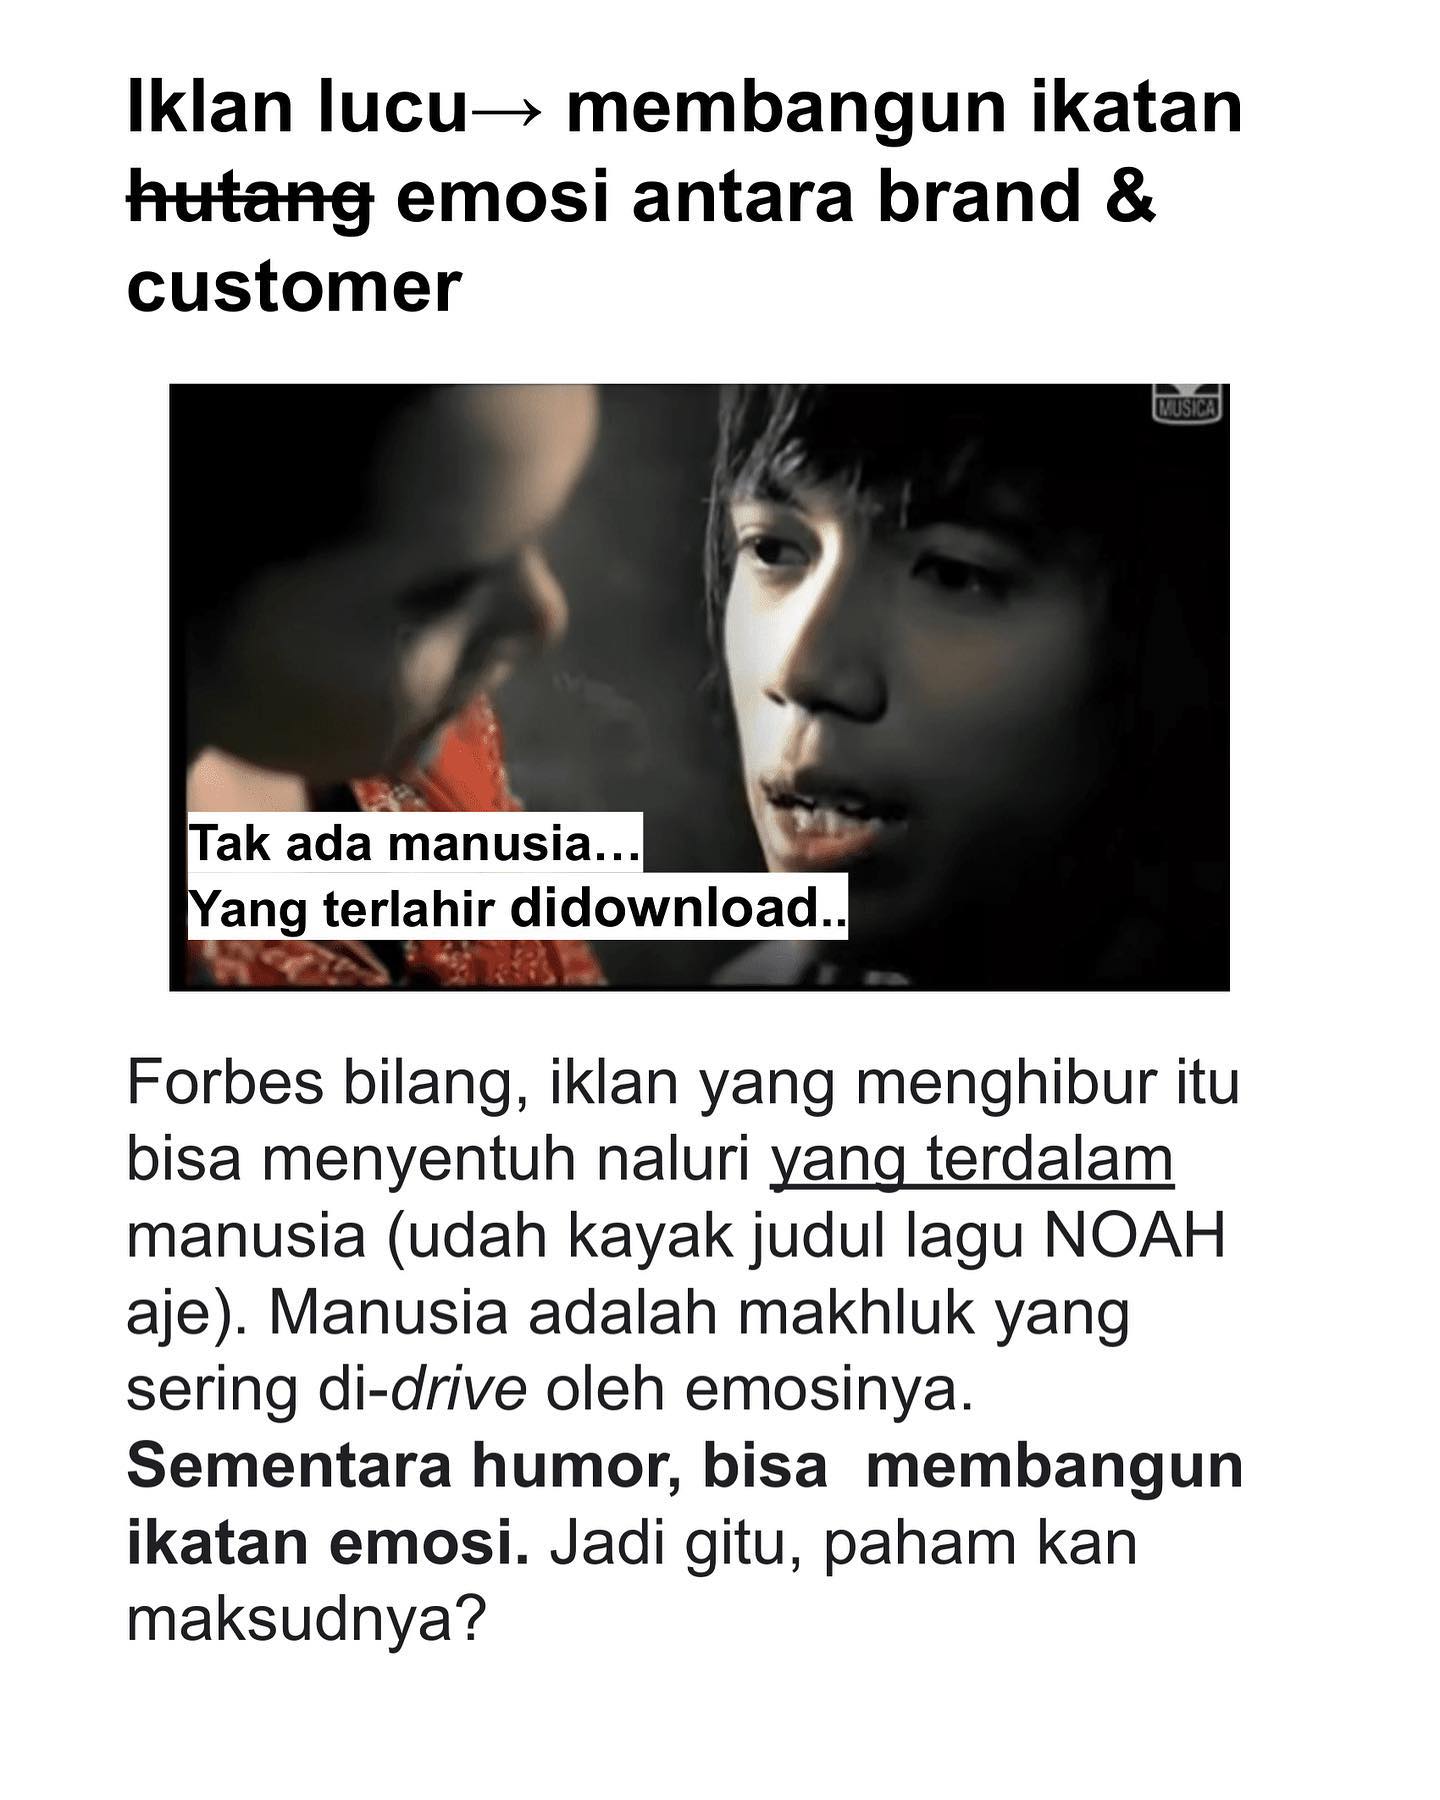 Iklan lucu→ membangun ikatan
hutang emosi antara brand &
customer
MUSICA
Tak ada manusia…
Yang terlahir didownload..
Forbes bilang, iklan yang menghibur itu
bisa menyentuh naluri yang terdalam
manusia (udah kayak judul lagu NOAH
aje). Manusia adalah makhluk yang
sering di-drive oleh emosinya.
Sementara humor, bisa  membangun
ikatan emosi. Jadi gitu, paham kan
maksudnya?